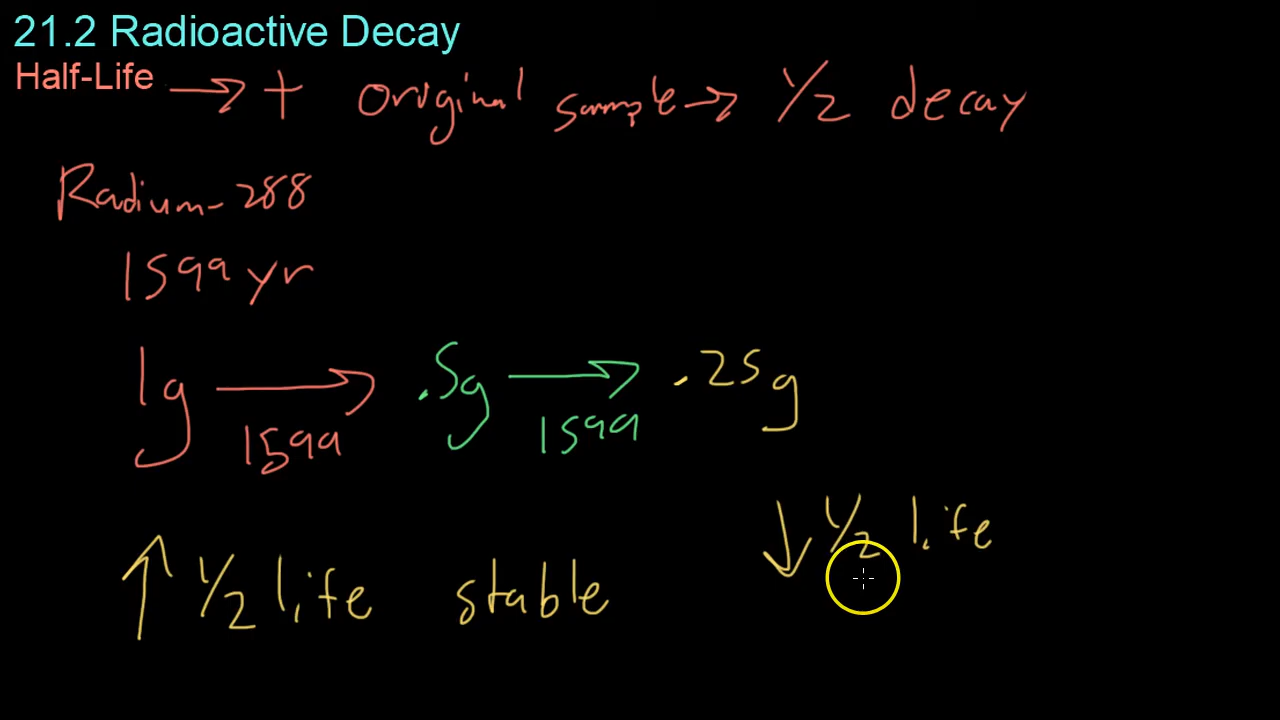 21.2 Radioactive Decay
Half-Life → t original sample → 1/2 decay
Radium-288
1599 yr
1g → .5g → .25g
1599 1599
↓ 1/2 life
↑ 1/2 life stable